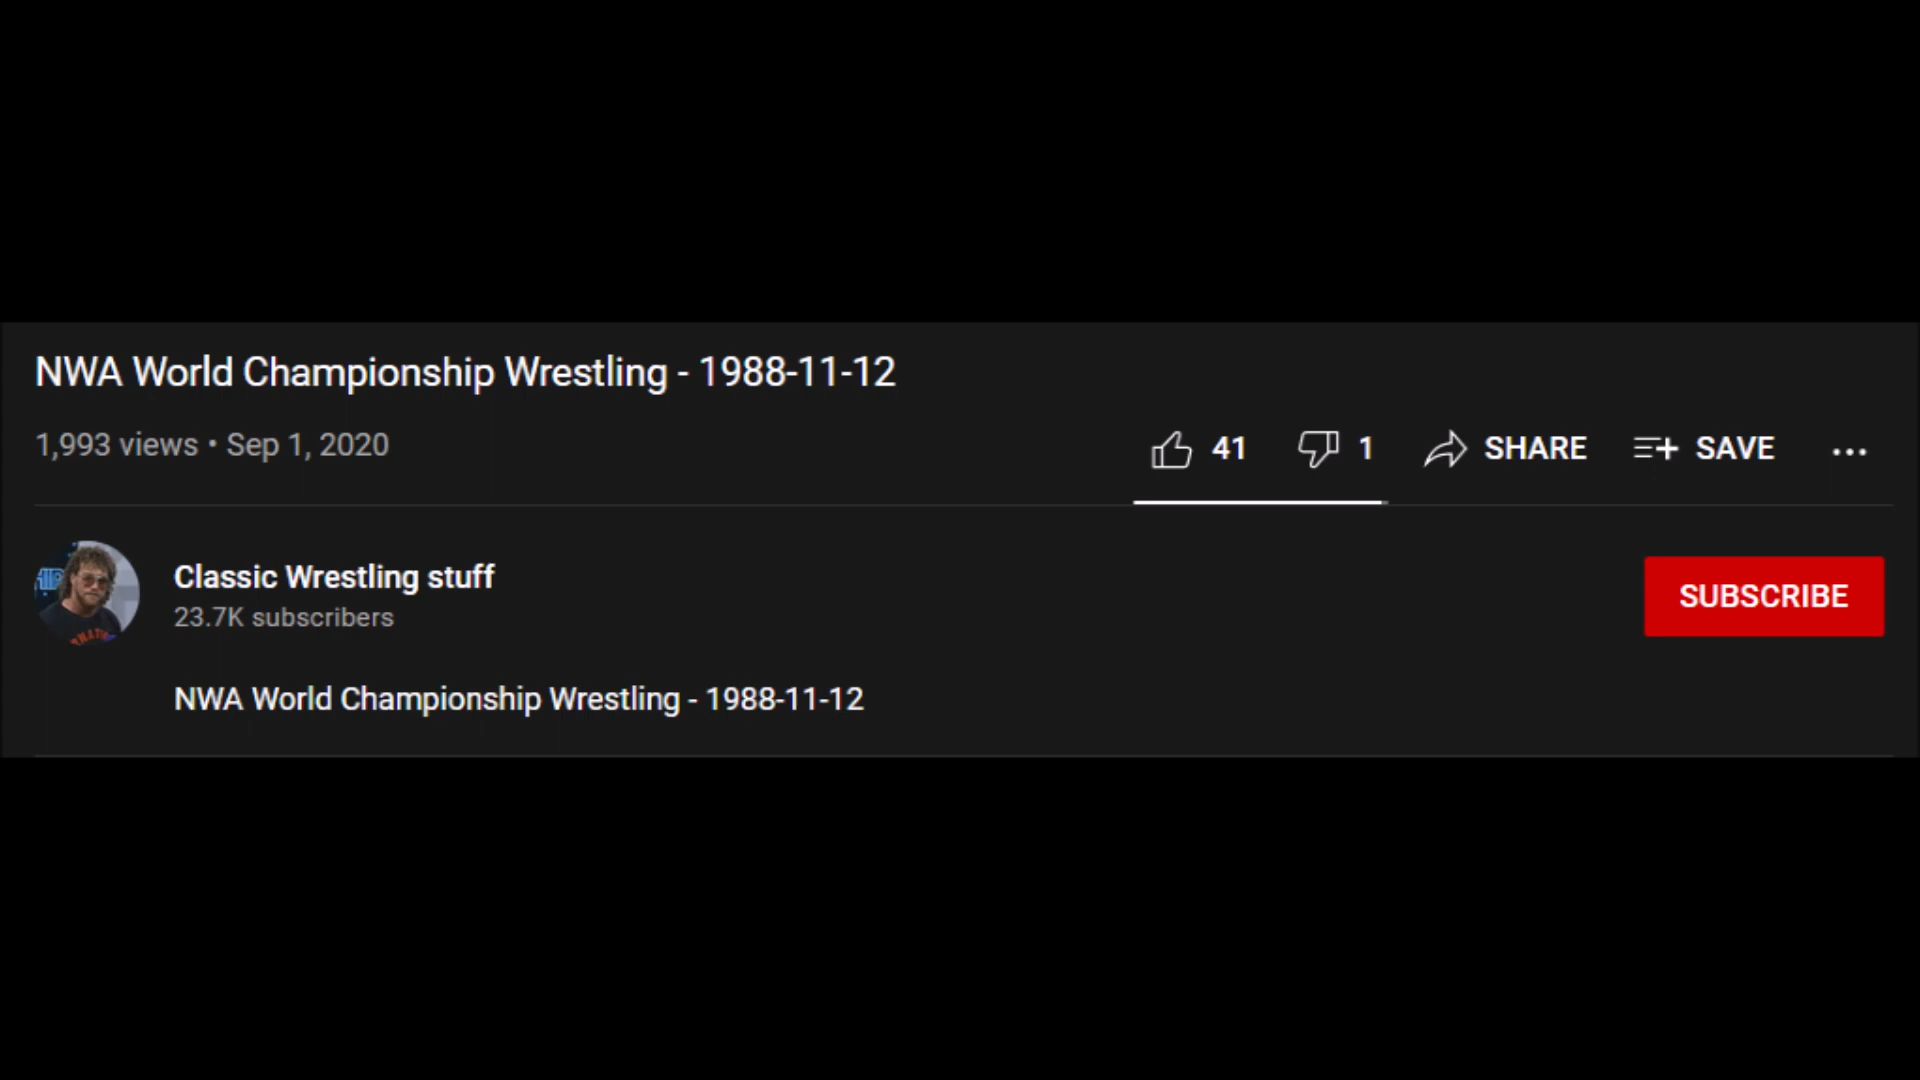 NWA World Championship Wrestling - 1988-11-12
1,993 views • Sep 1, 2020
41
1
SHARE
SAVE
Classic Wrestling stuff
23.7K subscribers
SUBSCRIBE
NWA World Championship Wrestling - 1988-11-12